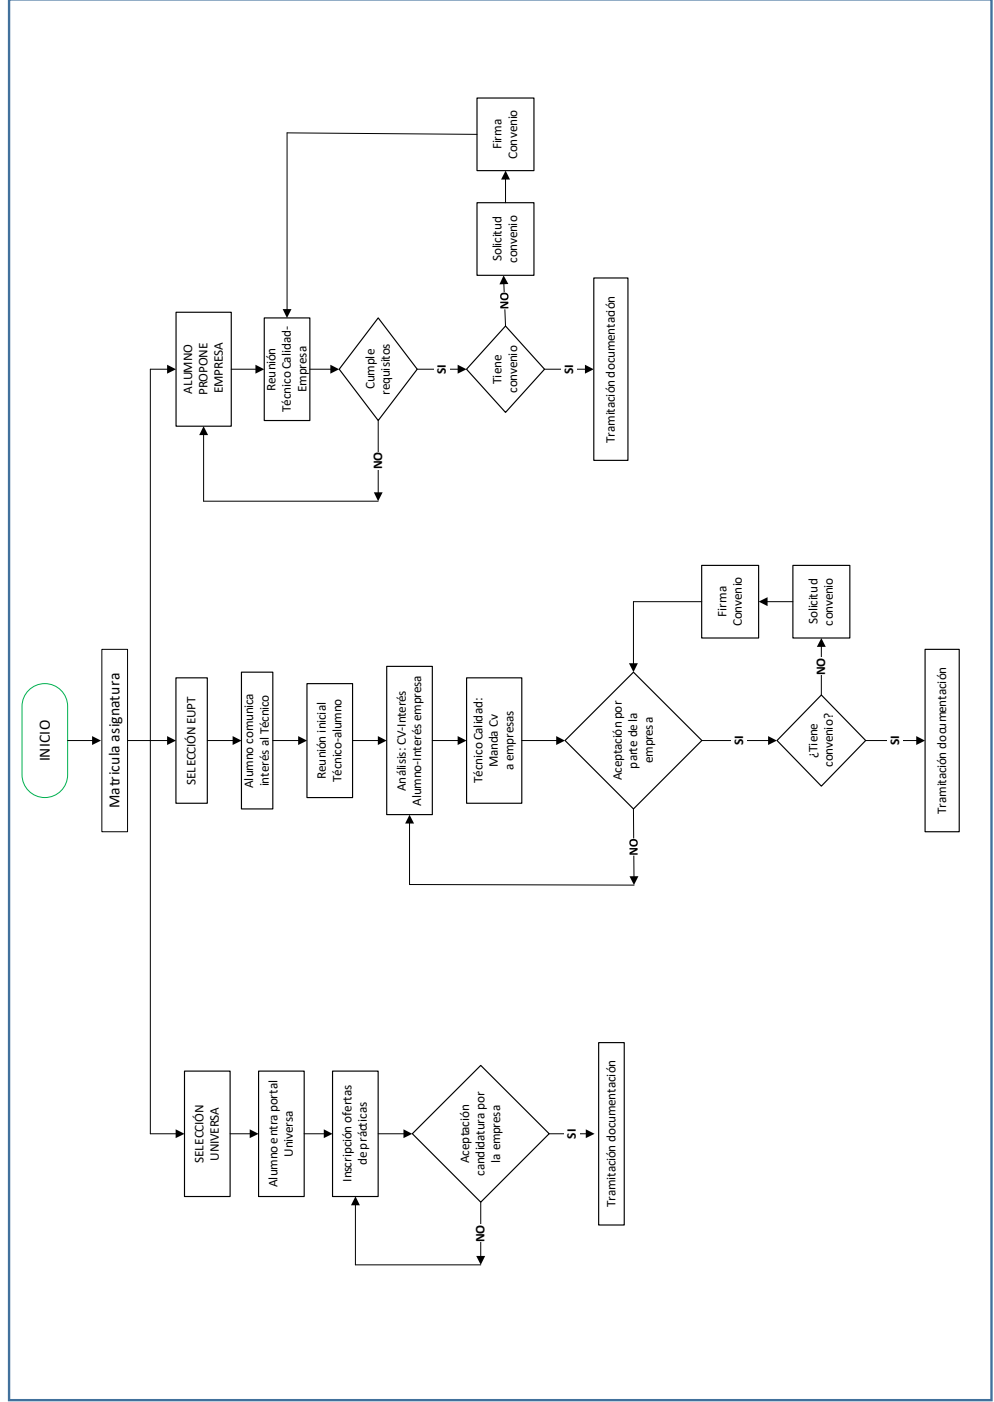 INICIO
Matricula asignatura
SELECCIÓN
UNIVERSA
Alumno entra portal
Universa
Inscripción ofertas
de prácticas
Aceptación
candidatura por
la empresa
NO
SI
Tramitación documentación
SELECCIÓN EUPT
Alumno comunica
interés al Técnico
Reunión inicial
Técnico-alumno
Análisis: CV-Interés
Alumno-Interés empresa
Técnico Calidad:
Manda Cv
a empresas
Aceptación por
parte de la
empresa
NO
SI
¿Tiene
convenio?
NO
Solicitud
convenio
Firma
Convenio
SI
Tramitación documentación
ALUMNO
PROPONE
EMPRESA
Reunión
Técnico Calidad-
Empresa
Cumple
requisitos
NO
SI
Tiene
convenio
NO
Solicitud
convenio
Firma
Convenio
SI
Tramitación documentación